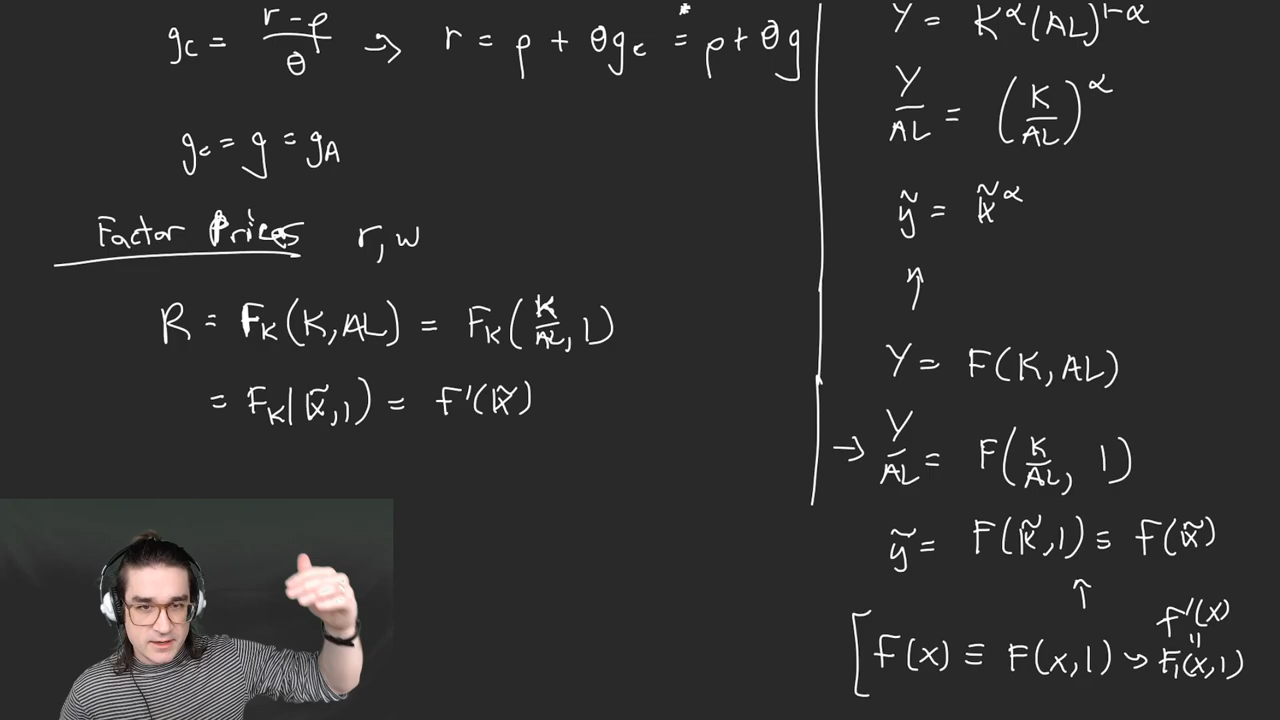 g_c = (r - ρ)/θ → r = ρ + θg_c =* ρ + θg
g_c = g = g_A
Factor Prices r, w
R = F_K(K, AL) = F_K(K/AL, 1)
= F_K(k̃, 1) = f'(k̃)
Y = K^α (AL)^{1-α}
Y/AL = (K/AL)^α
ỹ = k̃^α
↑
Y = F(K, AL)
→ Y/AL = F(K/AL, 1)
ỹ = F(k̃, 1) ≡ f(k̃)
↑
[f(x) ≡ F(x, 1) → F_1(x, 1) = f'(x)